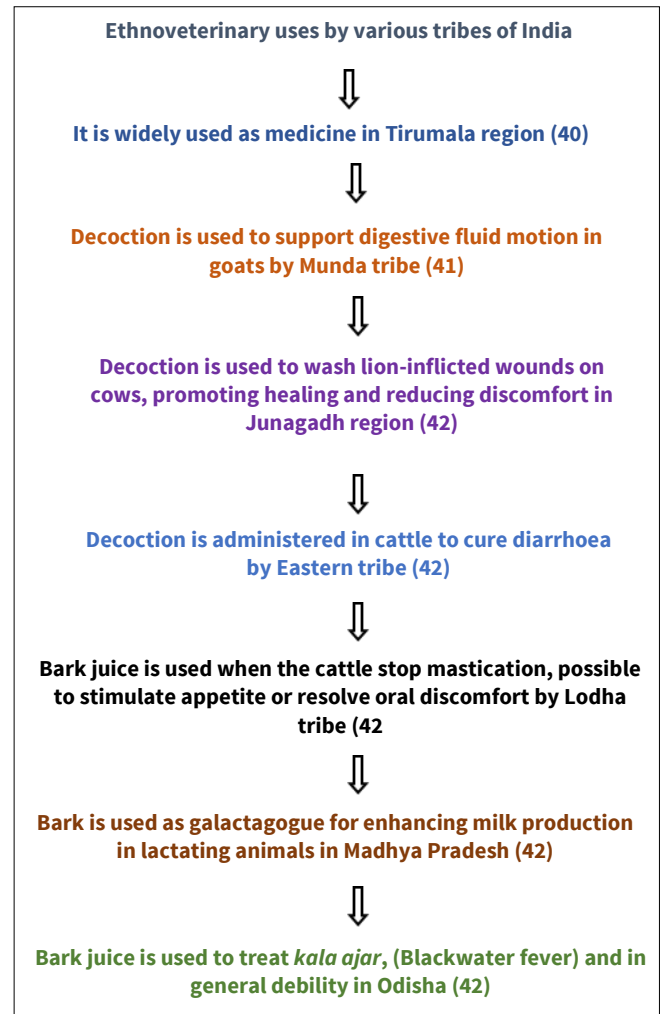 Ethnoveterinary uses by various tribes of India
It is widely used as medicine in Tirumala region (40)
Decoction is used to support digestive fluid motion in
goats by Munda tribe (41)
Decoction is used to wash lion-inflicted wounds on
cows, promoting healing and reducing discomfort in
Junagadh region (42)
Decoction is administered in cattle to cure diarrhoea
by Eastern tribe (42)
Bark juice is used when the cattle stop mastication, possible
to stimulate appetite or resolve oral discomfort by Lodha
tribe (42
Bark is used as galactagogue for enhancing milk production
in lactating animals in Madhya Pradesh (42)
Bark juice is used to treat kala ajar, (Blackwater fever) and in
general debility in Odisha (42)